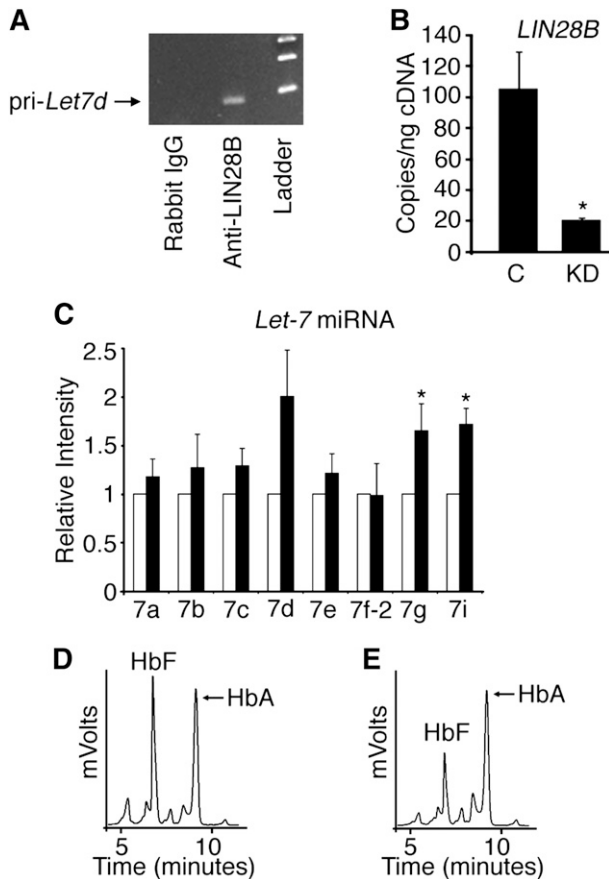 A
pri-Let7d
Rabbit IgG
Anti-LIN28B
Ladder
B
LIN28B
Copies/ng cDNA
140
120
100
80
60
40
20
0
*
C
KD
C
Let-7 miRNA
Relative Intensity
2.5
2
1.5
1
0.5
0
* *
7a 7b 7c 7d 7e 7f-2 7g 7i
D
HbF
HbA
mVolts
5 10
Time (minutes)
E
HbA
HbF
mVolts
5 10
Time (minutes)